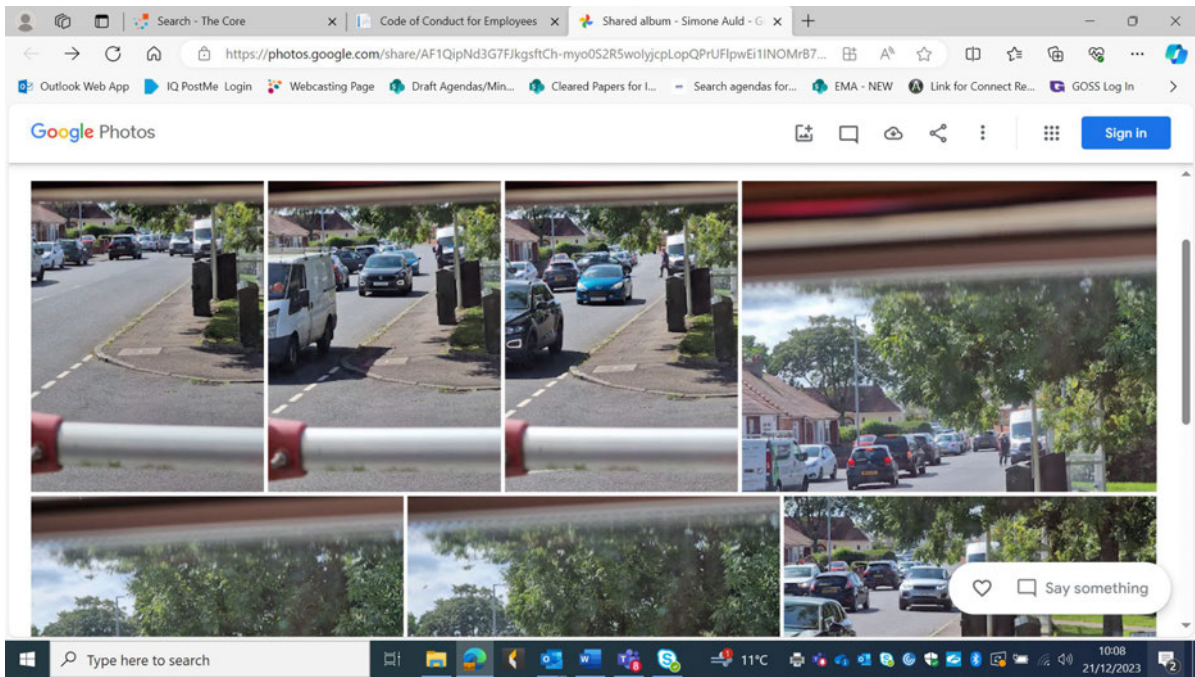 Search - The Core
Code of Conduct for Employees
Shared album - Simone Auld - G
https://photos.google.com/share/AF1QipNd3G7FJkgsftCh-myo0S2R5wolyjcpLopQPrUFlpwEi1INOMrB7...
Outlook Web App
IQ PostMe Login
Webcasting Page
Draft Agendas/Min...
Cleared Papers for I...
Search agendas for...
EMA - NEW
Link for Connect Re...
GOSS Log In
Google Photos
Sign in
Say something
Type here to search
8
11°C
10:08
21/12/2023
2